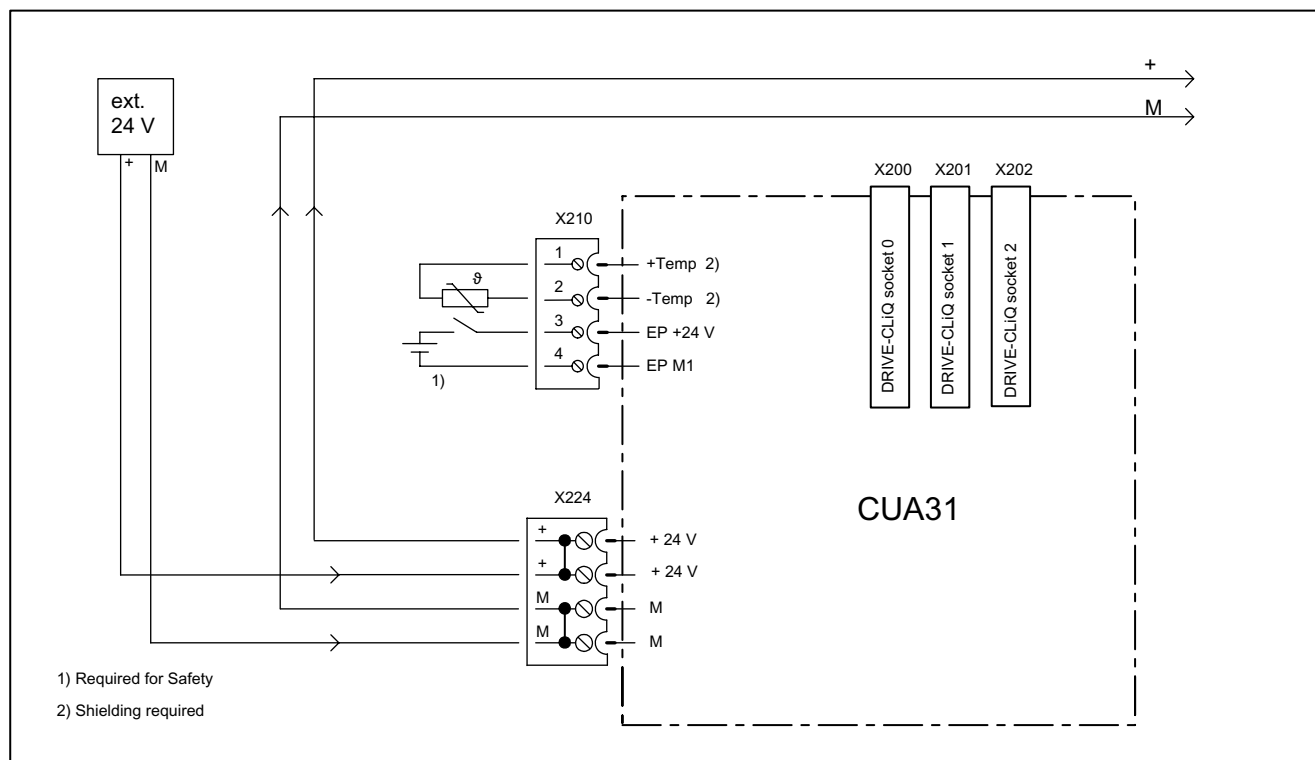 +
M
ext.
24 V
+ M
X200 X201 X202
DRIVE-CLiQ socket 0
DRIVE-CLiQ socket 1
DRIVE-CLiQ socket 2
X210
1 +Temp 2)
ϑ
2 -Temp 2)
3 EP +24 V
4 EP M1
1)
CUA31
X224
+ + 24 V
+ + 24 V
M M
M M
1) Required for Safety
2) Shielding required